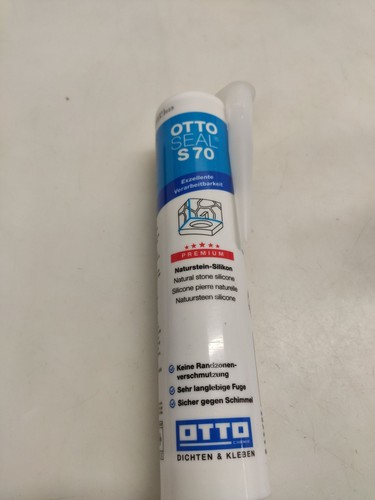 OTTO
SEAL®
S 70
Exzellente
Verarbeitbarkeit
PREMIUM
Naturstein-Silikon
Natural stone silicone
Silicone pierre naturelle
Natuursteen silicone
Keine Randzonen-
verschmutzung
Sehr langlebige Fuge
Sicher gegen Schimmel
OTTO
DICHTEN & KLEBEN